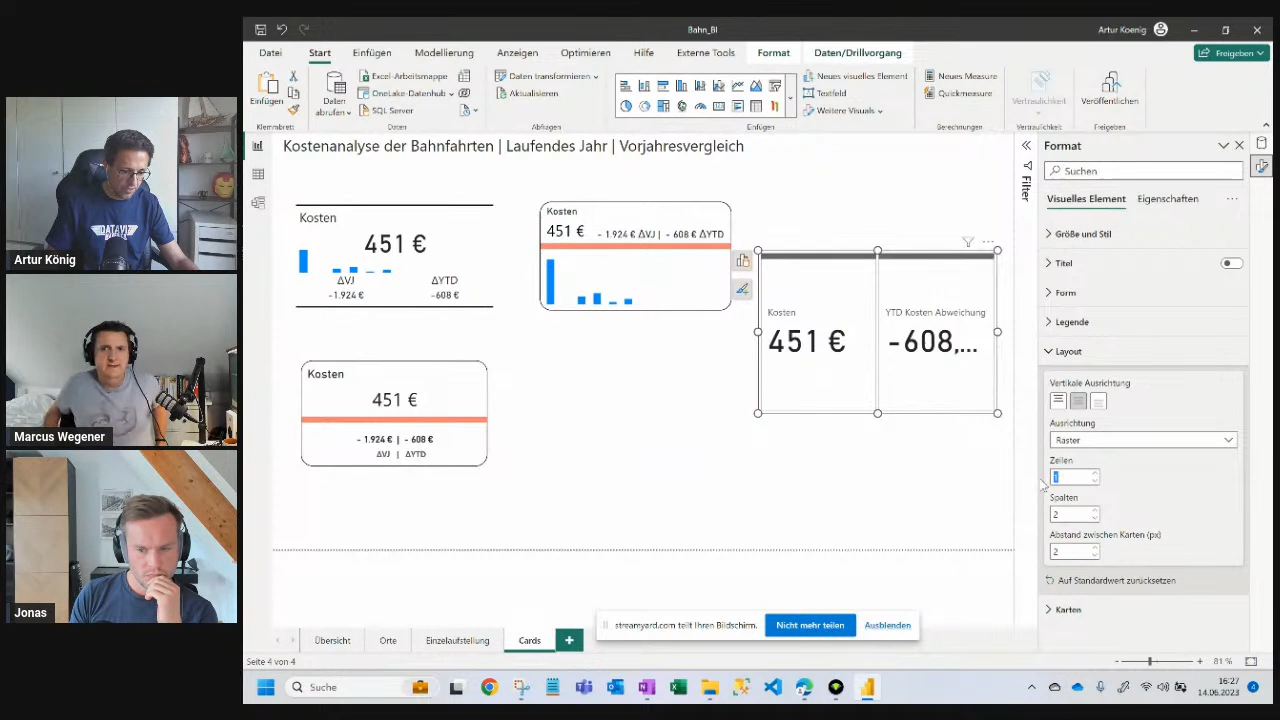 Artur König
Marcus Wegener
Jonas
Bahn_BI
Artur Koenig
Datei
Start
Einfügen
Modellierung
Anzeigen
Optimieren
Hilfe
Externe Tools
Format
Daten/Drillvorgang
Freigeben
Einfügen
Klemmbrett
Daten abrufen
Excel-Arbeitsmappe
OneLake-Datenhub
SQL Server
Daten
Daten transformieren
Aktualisieren
Abfragen
Neues visuelles Element
Textfeld
Weitere Visuals
Einfügen
Neues Measure
Quickmeasure
Berechnungen
Vertraulichkeit
Vertraulichkeit
Veröffentlichen
Freigeben
Kostenanalyse der Bahnfahrten | Laufendes Jahr | Vorjahresvergleich
Kosten
451 €
ΔVJ
ΔYTD
-1.924 €
-608 €
Kosten
451 €
- 1.924 € ΔVJ | - 608 € ΔYTD
Kosten
YTD Kosten Abweichung
451 €
-608,...
Kosten
451 €
- 1.924 € | - 608 €
ΔVJ | ΔYTD
Filter
Format
Suchen
Visuelles Element
Eigenschaften
Größe und Stil
Titel
Form
Legende
Layout
Vertikale Ausrichtung
Ausrichtung
Raster
Zeilen
1
Spalten
2
Abstand zwischen Karten (px)
2
Auf Standardwert zurücksetzen
Karten
streamyard.com teilt Ihren Bildschirm.
Nicht mehr teilen
Ausblenden
Übersicht
Orte
Einzelaufstellung
Cards
Seite 4 von 4
81 %
Suche
16:27
14.06.2023
4